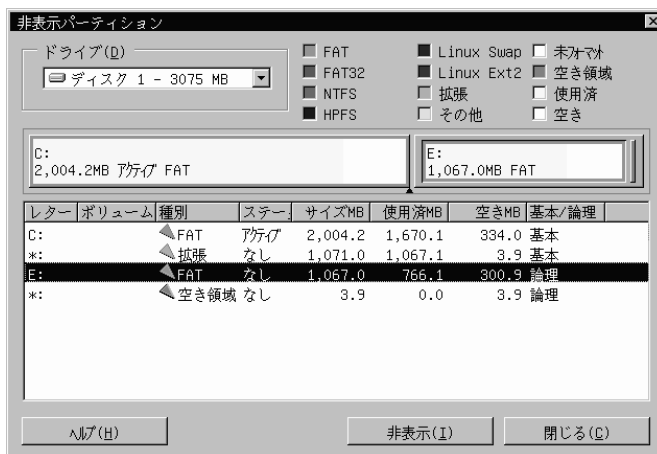 非表示パーティション
ドライブ(D)
ディスク 1 - 3075 MB
FAT
FAT32
NTFS
HPFS
Linux Swap
Linux Ext2
拡張
その他
未フォーマット
空き領域
使用済
空き
C:
2,004.2MB アクティブ FAT
E:
1,067.0MB FAT
レター ボリューム 種別 ステー サイズMB 使用済MB 空きMB 基本/論理
C: FAT アクティブ 2,004.2 1,670.1 334.0 基本
*: 拡張 なし 1,071.0 1,067.1 3.9 基本
E: FAT なし 1,067.0 766.1 300.9 論理
*: 空き領域 なし 3.9 0.0 3.9 論理
ヘルプ(H)
非表示(I)
閉じる(C)